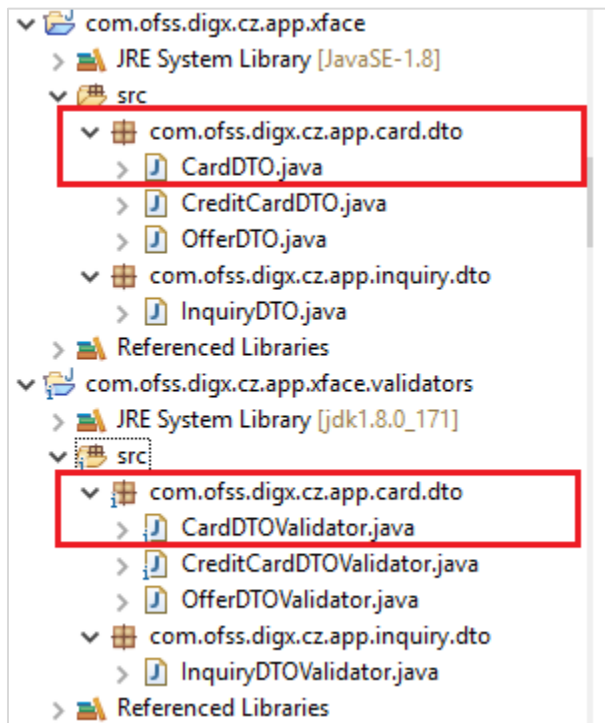 com.ofss.digx.cz.app.xface
JRE System Library [JavaSE-1.8]
src
com.ofss.digx.cz.app.card.dto
CardDTO.java
CreditCardDTO.java
OfferDTO.java
com.ofss.digx.cz.app.inquiry.dto
InquiryDTO.java
Referenced Libraries
com.ofss.digx.cz.app.xface.validators
JRE System Library [jdk1.8.0_171]
src
com.ofss.digx.cz.app.card.dto
CardDTOValidator.java
CreditCardDTOValidator.java
OfferDTOValidator.java
com.ofss.digx.cz.app.inquiry.dto
InquiryDTOValidator.java
Referenced Libraries